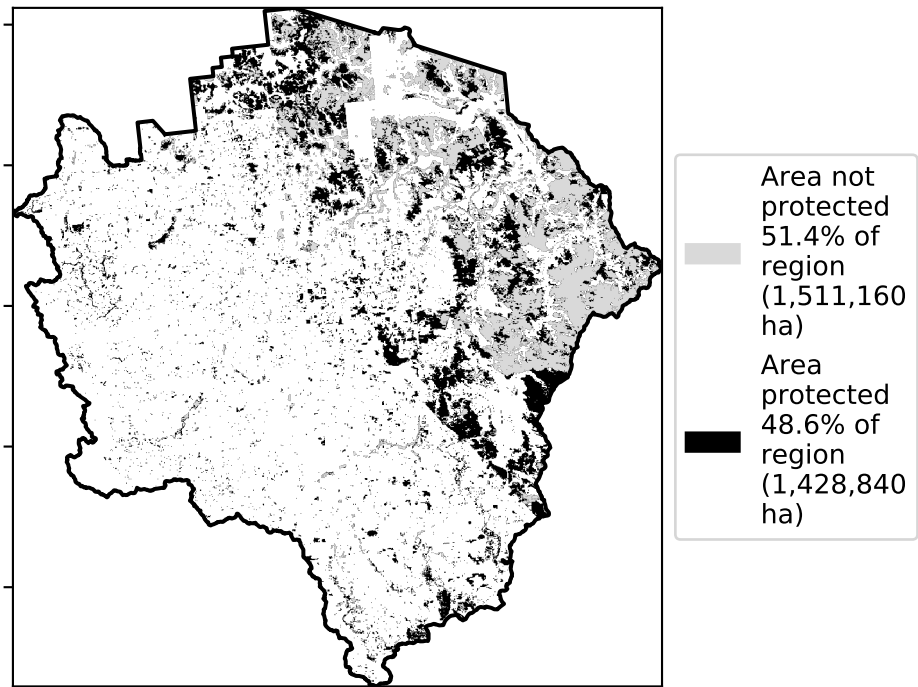 Area not
protected
51.4% of
region
(1,511,160
ha)
Area
protected
48.6% of
region
(1,428,840
ha)